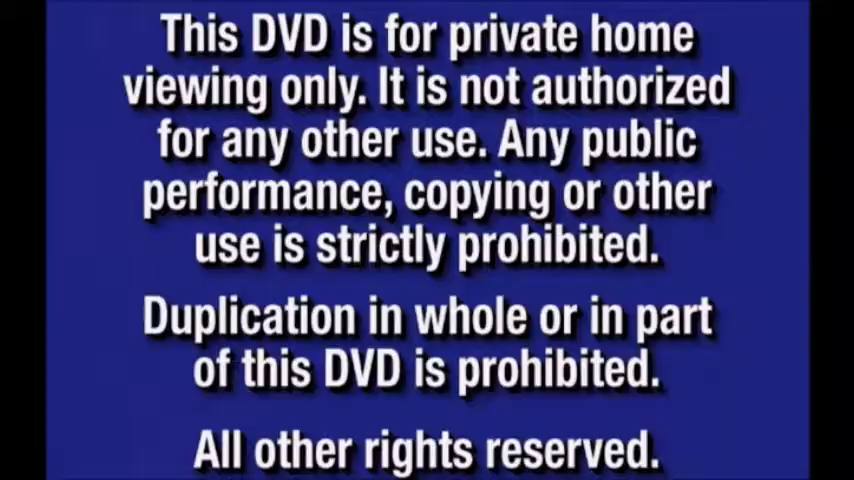 This DVD is for private home
viewing only. It is not authorized
for any other use. Any public
performance, copying or other
use is strictly prohibited.
Duplication in whole or in part
of this DVD is prohibited.
All other rights reserved.